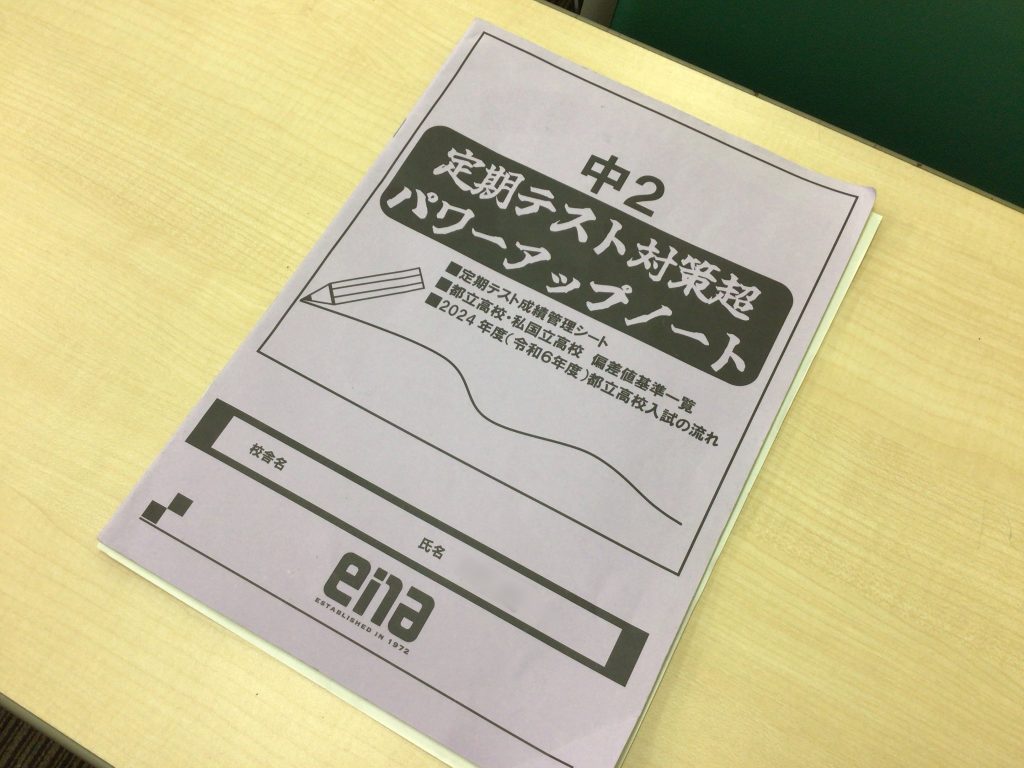 中2
定期テスト対策超
パワーアップノート
■定期テスト成績管理シート
■都立高校・私国立高校 偏差値基準一覧
■2024年度(令和6年度)都立高校入試の流れ
校舎名
氏名
ena
ESTABLISHED IN 1972